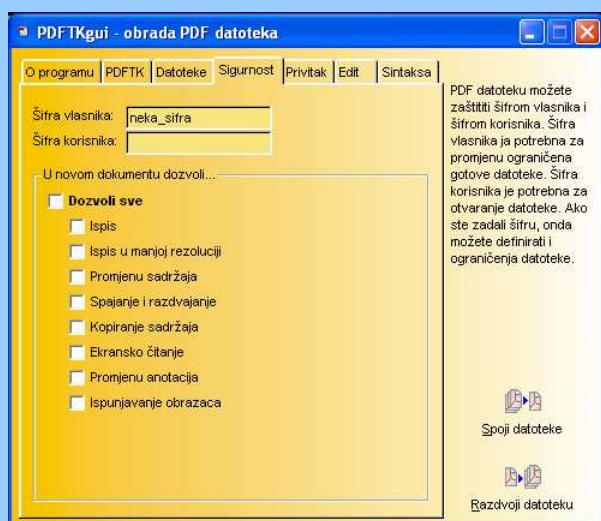 PDFTKgui - obrada PDF datoteka
O programu PDFTK Datoteke Sigurnost Privitak Edit Sintaksa
Šifra vlasnika: neka_sifra
Šifra korisnika:
U novom dokumentu dozvoli...
Dozvoli sve
Ispis
Ispis u manjoj rezoluciji
Promjenu sadržaja
Spajanje i razdvajanje
Kopiranje sadržaja
Ekransko čitanje
Promjenu anotacija
Ispunjavanje obrazaca
PDF datoteku možete
zaštititi šifrom vlasnika i
šifrom korisnika. Šifra
vlasnika ja potrebna za
promjenu ograničena
gotove datoteke. Šifra
korisnika je potrebna za
otvaranje datoteke. Ako
ste zadali šifru, onda
možete definirati i
ograničenja datoteke.
Spoji datoteke
Razdvoji datoteku